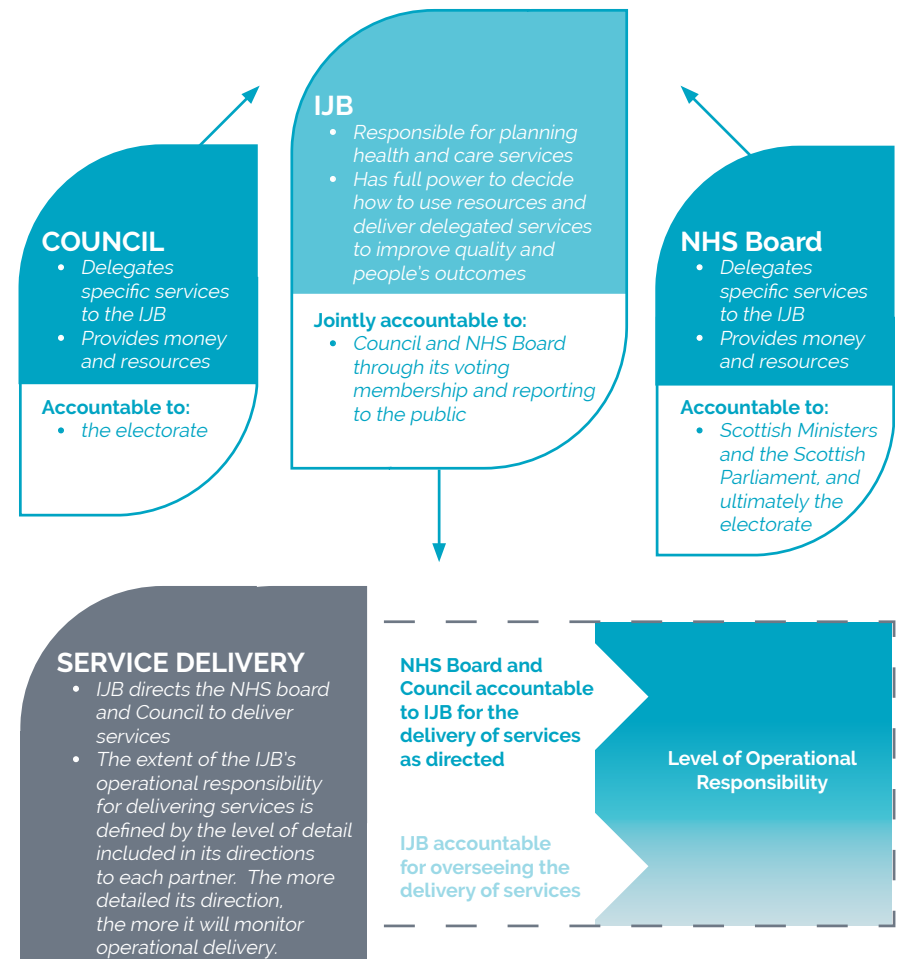 IJB
• Responsible for planning
health and care services
• Has full power to decide
how to use resources and
deliver delegated services
to improve quality and
people's outcomes
Jointly accountable to:
• Council and NHS Board
through its voting
membership and reporting
to the public
COUNCIL
• Delegates
specific services
to the IJB
• Provides money
and resources
Accountable to:
• the electorate
NHS Board
• Delegates
specific services
to the IJB
• Provides money
and resources
Accountable to:
• Scottish Ministers
and the Scottish
Parliament, and
ultimately the
electorate
SERVICE DELIVERY
• IJB directs the NHS board
and Council to deliver
services
• The extent of the IJB's
operational responsibility
for delivering services is
defined by the level of detail
included in its directions
to each partner. The more
detailed its direction,
the more it will monitor
operational delivery.
NHS Board and
Council accountable
to IJB for the
delivery of services
as directed
IJB accountable
for overseeing the
delivery of services
Level of Operational
Responsibility